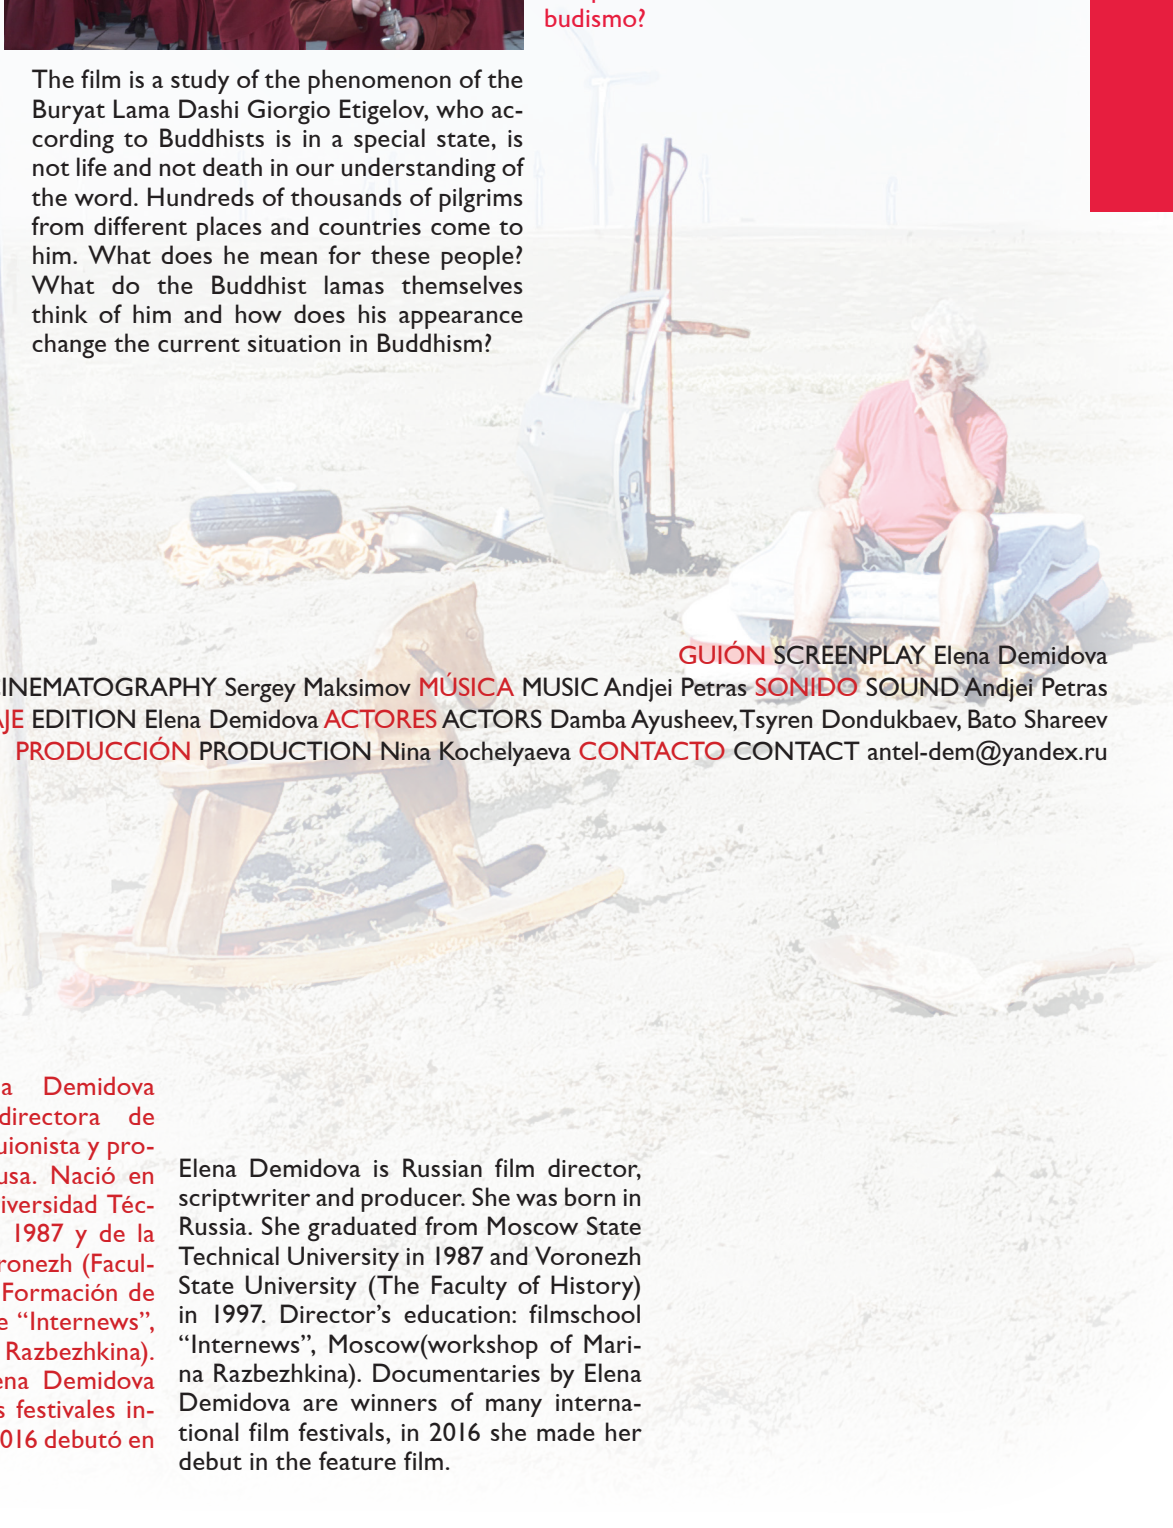 budismo?
The film is a study of the phenomenon of the
Buryat Lama Dashi Giorgio Etigelov, who ac-
cording to Buddhists is in a special state, is
not life and not death in our understanding of
the word. Hundreds of thousands of pilgrims
from different places and countries come to
him. What does he mean for these people?
What do the Buddhist lamas themselves
think of him and how does his appearance
change the current situation in Buddhism?
GUIÓN SCREENPLAY Elena Demidova
INEMATOGRAPHY Sergey Maksimov MÚSICA MUSIC Andjei Petras SONIDO SOUND Andjei Petras
JE EDITION Elena Demidova ACTORES ACTORS Damba Ayusheev, Tsyren Dondukbaev, Bato Shareev
PRODUCCIÓN PRODUCTION Nina Kochelyaeva CONTACTO CONTACT antel-dem@yandex.ru
a Demidova
directora de
uionista y pro-
usa. Nació en
iversidad Téc-
1987 y de la
ronezh (Facul-
Formación de
e “Internews”,
Razbezhkina).
ena Demidova
s festivales in-
016 debutó en
Elena Demidova is Russian film director,
scriptwriter and producer. She was born in
Russia. She graduated from Moscow State
Technical University in 1987 and Voronezh
State University (The Faculty of History)
in 1997. Director’s education: filmschool
“Internews”, Moscow(workshop of Mari-
na Razbezhkina). Documentaries by Elena
Demidova are winners of many interna-
tional film festivals, in 2016 she made her
debut in the feature film.